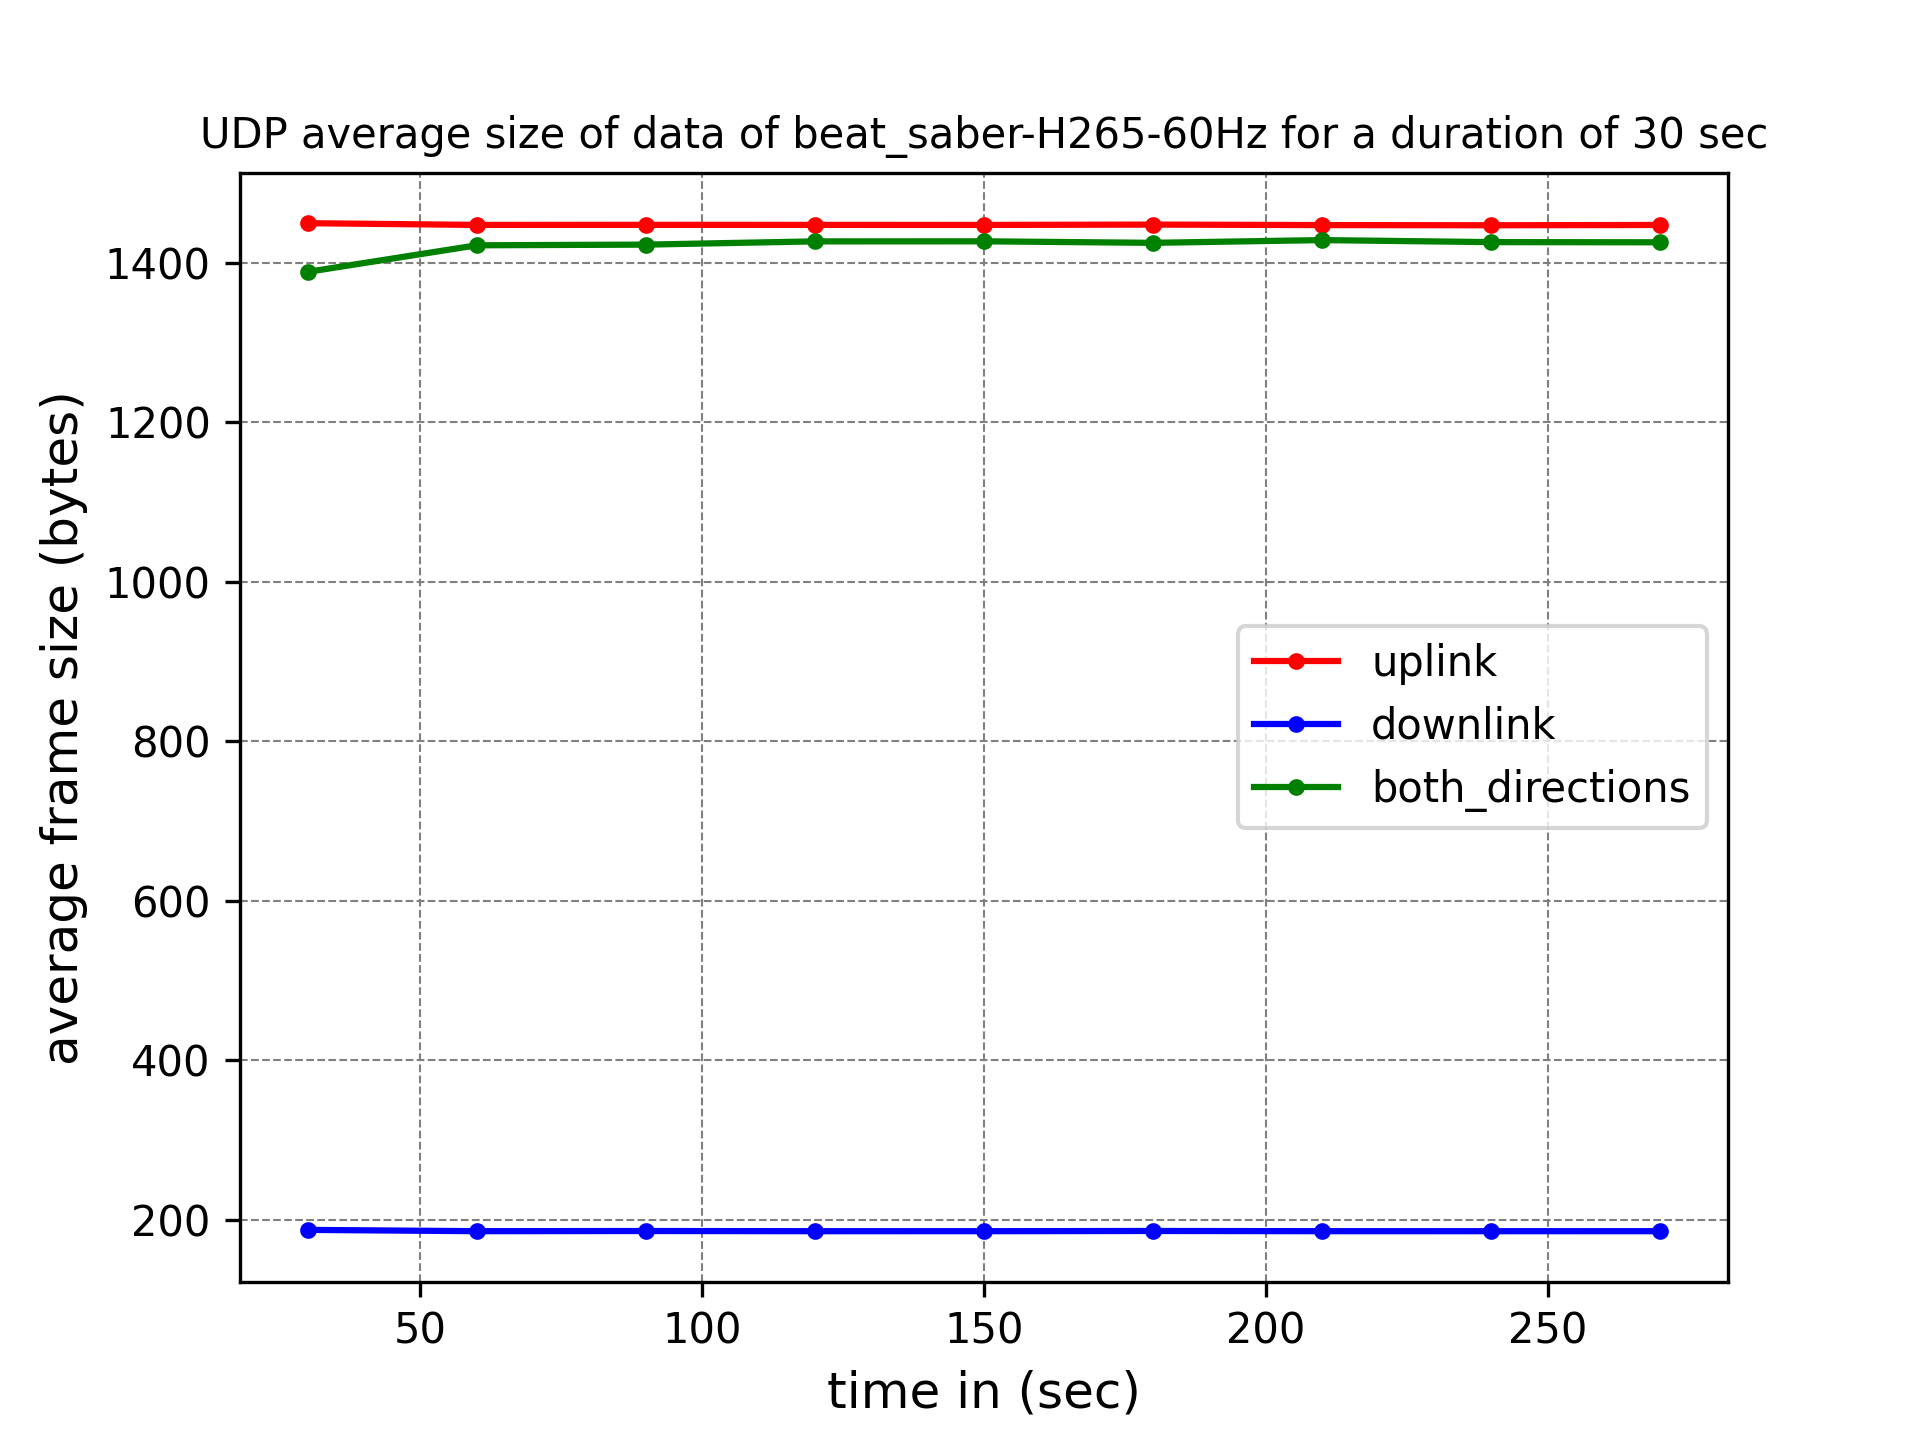 UDP average size of data of beat_saber-H265-60Hz for a duration of 30 sec
average frame size (bytes)
1400
1200
1000
800
600
400
200
uplink
downlink
both_directions
50 100 150 200 250
time in (sec)